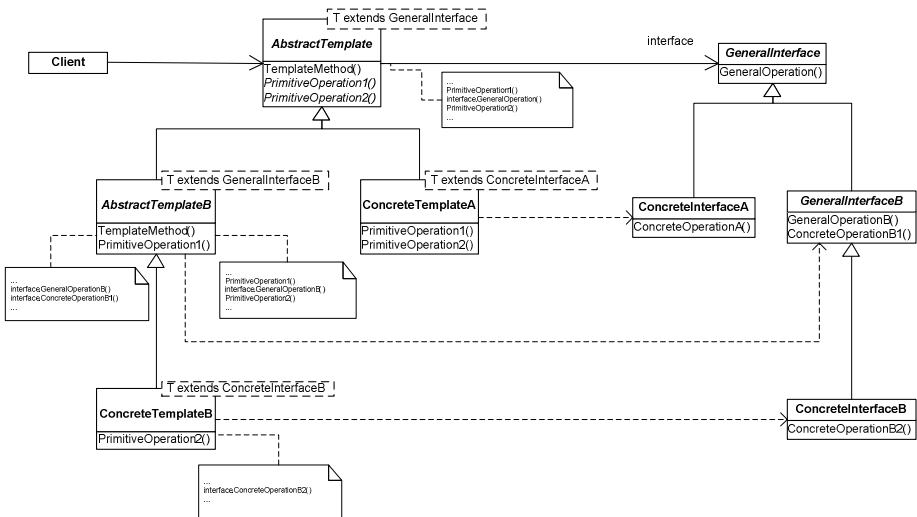 T extends GeneralInterface
AbstractTemplate
TemplateMethod()
PrimitiveOperation1()
PrimitiveOperation2()
Client
interface
GeneralInterface
GeneralOperation()
...
PrimitiveOperation1()
interface.GeneralOperation()
PrimitiveOperation2()
...
T extends GeneralInterfaceB
AbstractTemplateB
TemplateMethod()
PrimitiveOperation1()
T extends ConcreteInterfaceA
ConcreteTemplateA
PrimitiveOperation1()
PrimitiveOperation2()
ConcreteInterfaceA
ConcreteOperationA()
GeneralInterfaceB
GeneralOperationB()
ConcreteOperationB1()
...
interface.GeneralOperationB()
interface.ConcreteOperationB1()
...
...
PrimitiveOperation1()
interface.GeneralOperationB()
PrimitiveOperation2()
...
T extends ConcreteInterfaceB
ConcreteTemplateB
PrimitiveOperation2()
ConcreteInterfaceB
ConcreteOperationB2()
...
interface.ConcreteOperationB2()
...